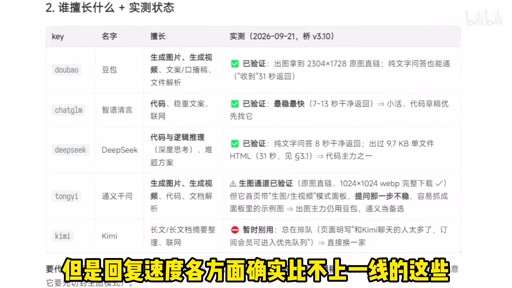 bilibili
2. 谁擅长什么 + 实测状态
key 名字 擅长 实测 (2026-09-21，桥 v3.10)
doubao 豆包 生成图片、生成视频、文案/口播稿、文件解析 ✅ 已验证：出图拿到 2304×1728 原图直链；纯文字问答也能通（"收到"31 秒返回）
chatglm 智谱清言 代码、稳重文案、联网 ✅ 已验证：最稳最快（7–13 秒干净返回）⇒ 小活、代码草稿优先找它
deepseek DeepSeek 代码与逻辑推理（深度思考）、难题方案 ✅ 已验证：纯文字问答 8 秒干净返回；出过 9.7 KB 单文件 HTML（31 秒，见 §3.1）⇒ 代码主力之一
tongyi 通义千问 生成图片、生成视频、代码、文档解析 ⚠ 生图通道已验证（原图直链，1024×1024 webp 完整下载 ✓）但它首页带"生图/生视频"模式面板，提问那一步不稳，容易抓成面板里的示例图 ⇒ 出图主力仍用豆包，通义当备选
kimi Kimi 长文/长文档摘要整理、联网 ⛔ 暂时别用：总在排队（页面明写"和Kimi聊天的人太多了，订阅会员可进入优先队列"）⇒ 直接换一家
但是回复速度各方面确实比不上一线的这些